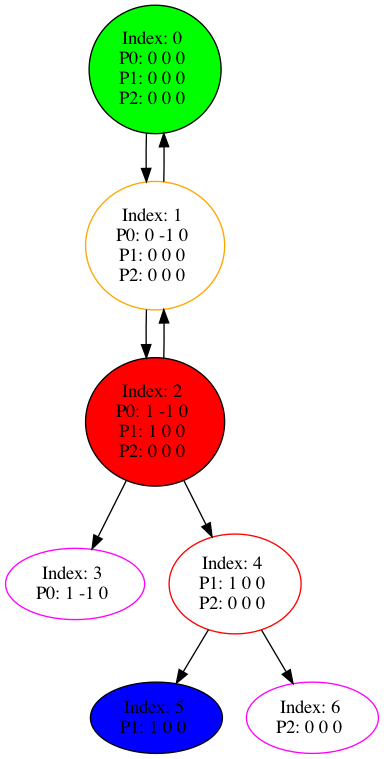 Index: 0
P0: 0 0 0
P1: 0 0 0
P2: 0 0 0
Index: 1
P0: 0 -1 0
P1: 0 0 0
P2: 0 0 0
Index: 2
P0: 1 -1 0
P1: 1 0 0
P2: 0 0 0
Index: 3
P0: 1 -1 0
Index: 4
P1: 1 0 0
P2: 0 0 0
Index: 5
P1: 1 0 0
Index: 6
P2: 0 0 0